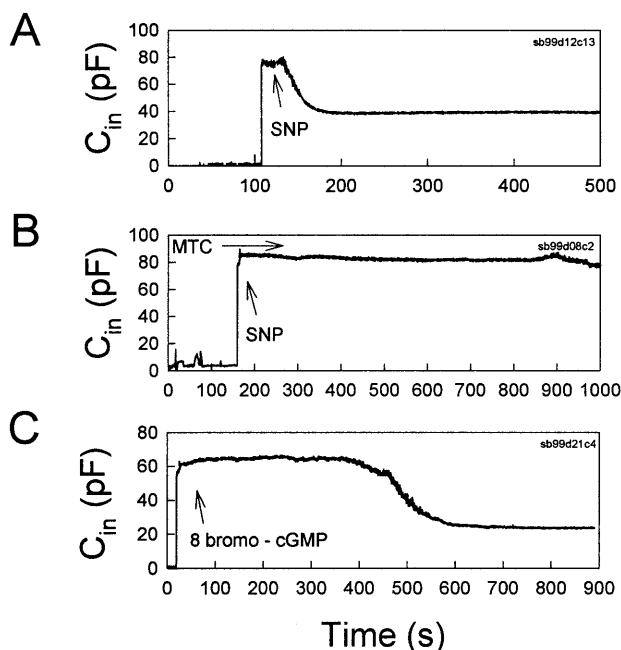 A
C_in (pF)
100
80
60
40
20
0
sb99d12c13
SNP
0 100 200 300 400 500
B
C_in (pF)
100
80
60
40
20
0
MTC
sb99d08c2
SNP
0 100 200 300 400 500 600 700 800 900 1000
C
C_in (pF)
80
60
40
20
0
sb99d21c4
8 bromo - cGMP
0 100 200 300 400 500 600 700 800 900
Time (s)